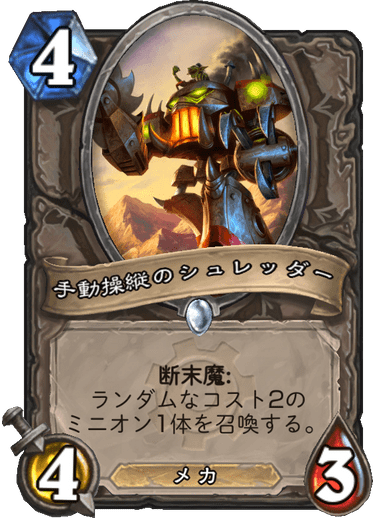 4
手動操縦のシュレッダー
断末魔:
ランダムなコスト2の
ミニオン1体を召喚する。
4
メカ
3